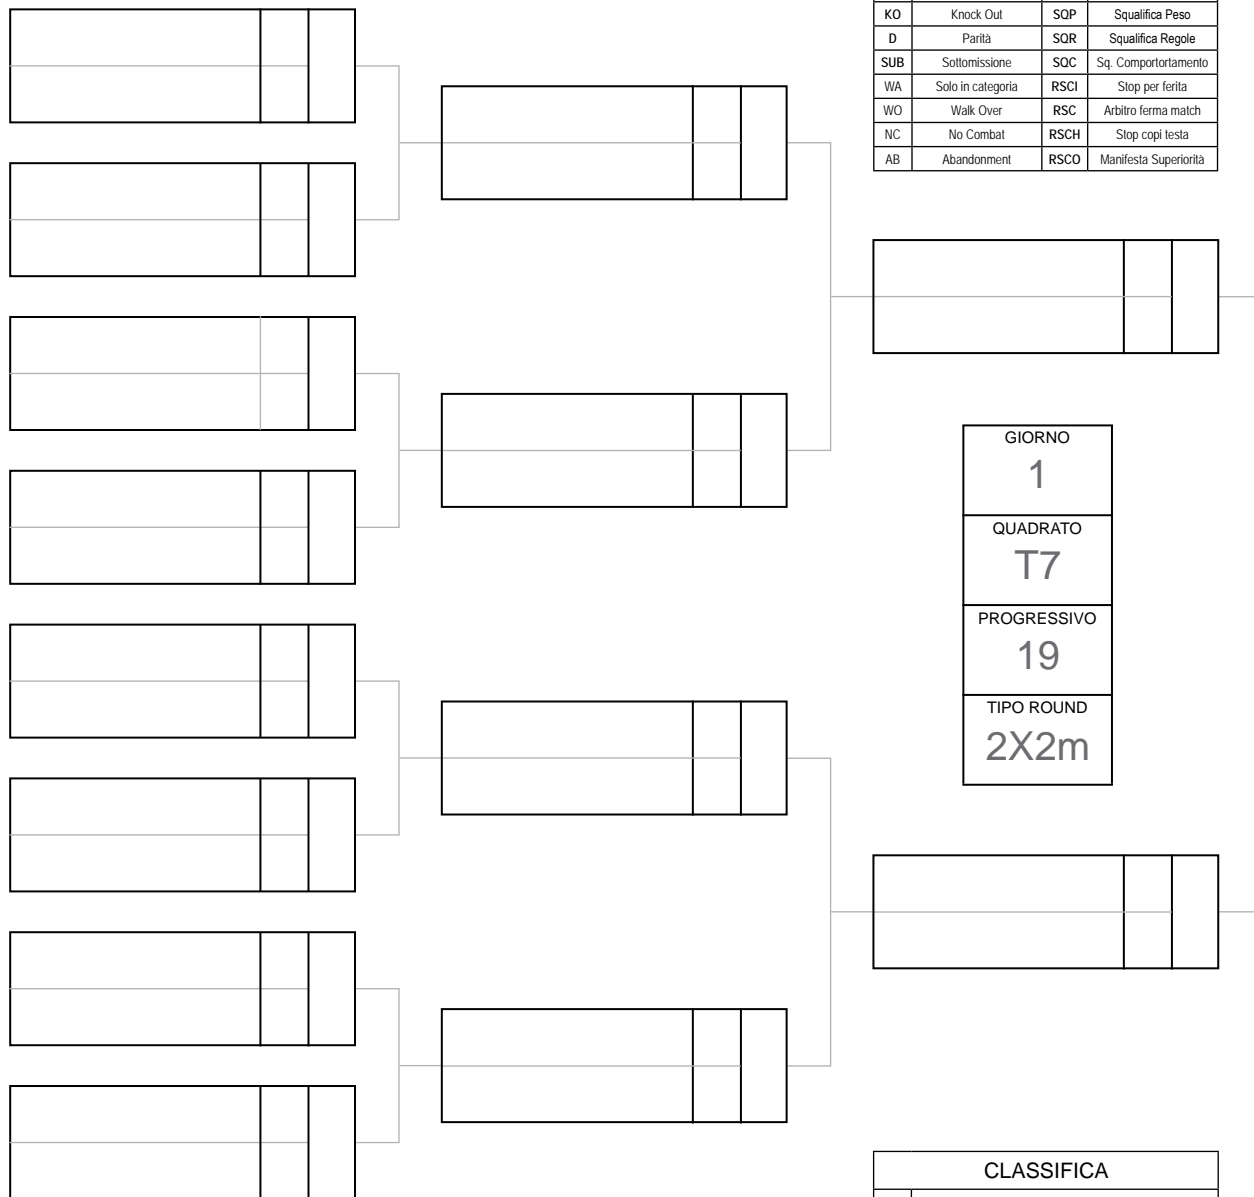 KO Knock Out SQP Squalifica Peso
D Parità SQR Squalifica Regole
SUB Sottomissione SQC Sq. Comportortamento
WA Solo in categoria RSCI Stop per ferita
WO Walk Over RSC Arbitro ferma match
NC No Combat RSCH Stop copi testa
AB Abandonment RSCO Manifesta Superiorità
GIORNO
1
QUADRATO
T7
PROGRESSIVO
19
TIPO ROUND
2X2m
CLASSIFICA